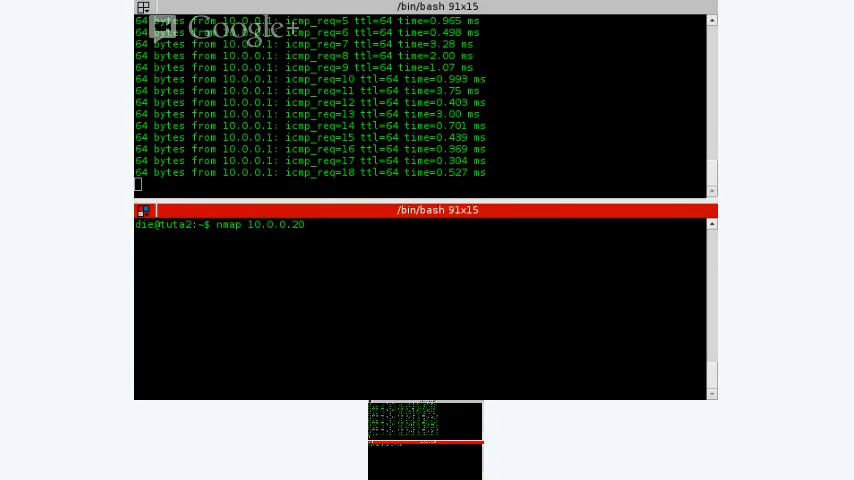 /bin/bash 91x15
64 bytes from 10.0.0.1: icmp_req=5 ttl=64 time=0.965 ms
64 bytes from 10.0.0.1: icmp_req=6 ttl=64 time=0.498 ms
Google+
64 bytes from 10.0.0.1: icmp_req=7 ttl=64 time=3.28 ms
64 bytes from 10.0.0.1: icmp_req=8 ttl=64 time=2.00 ms
64 bytes from 10.0.0.1: icmp_req=9 ttl=64 time=1.07 ms
64 bytes from 10.0.0.1: icmp_req=10 ttl=64 time=0.993 ms
64 bytes from 10.0.0.1: icmp_req=11 ttl=64 time=3.75 ms
64 bytes from 10.0.0.1: icmp_req=12 ttl=64 time=0.403 ms
64 bytes from 10.0.0.1: icmp_req=13 ttl=64 time=3.00 ms
64 bytes from 10.0.0.1: icmp_req=14 ttl=64 time=0.701 ms
64 bytes from 10.0.0.1: icmp_req=15 ttl=64 time=0.439 ms
64 bytes from 10.0.0.1: icmp_req=16 ttl=64 time=0.369 ms
64 bytes from 10.0.0.1: icmp_req=17 ttl=64 time=0.304 ms
64 bytes from 10.0.0.1: icmp_req=18 ttl=64 time=0.527 ms
/bin/bash 91x15
die@tuta2:~$ nmap 10.0.0.20